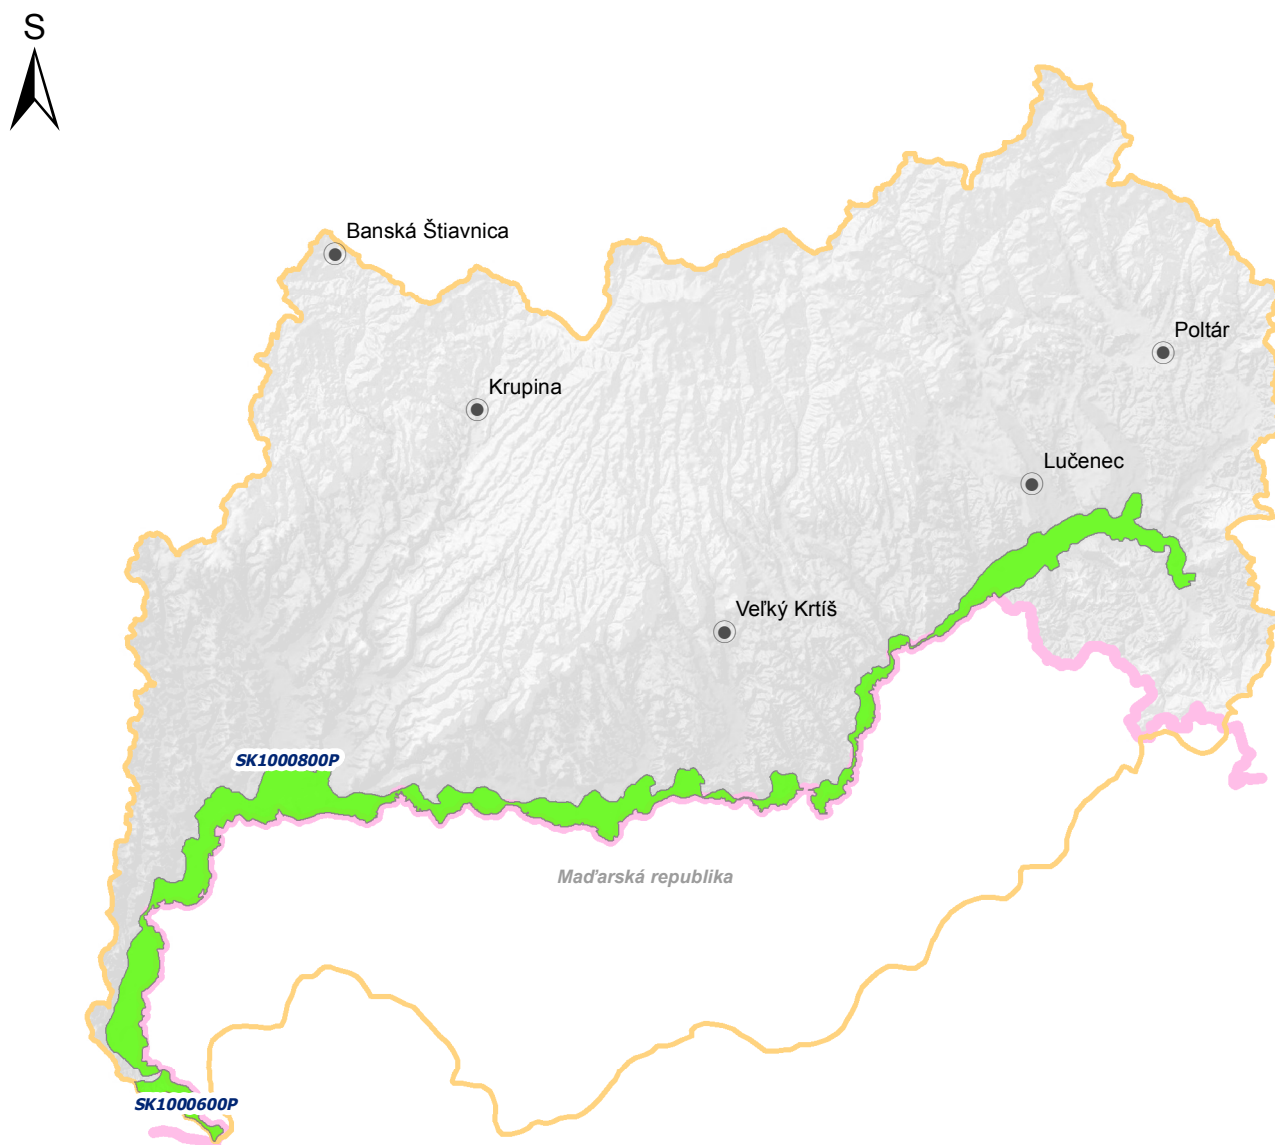 S
Banská Štiavnica
Poltár
Krupina
Lučenec
Veľký Krtíš
SK1000800P
Maďarská republika
SK1000600P